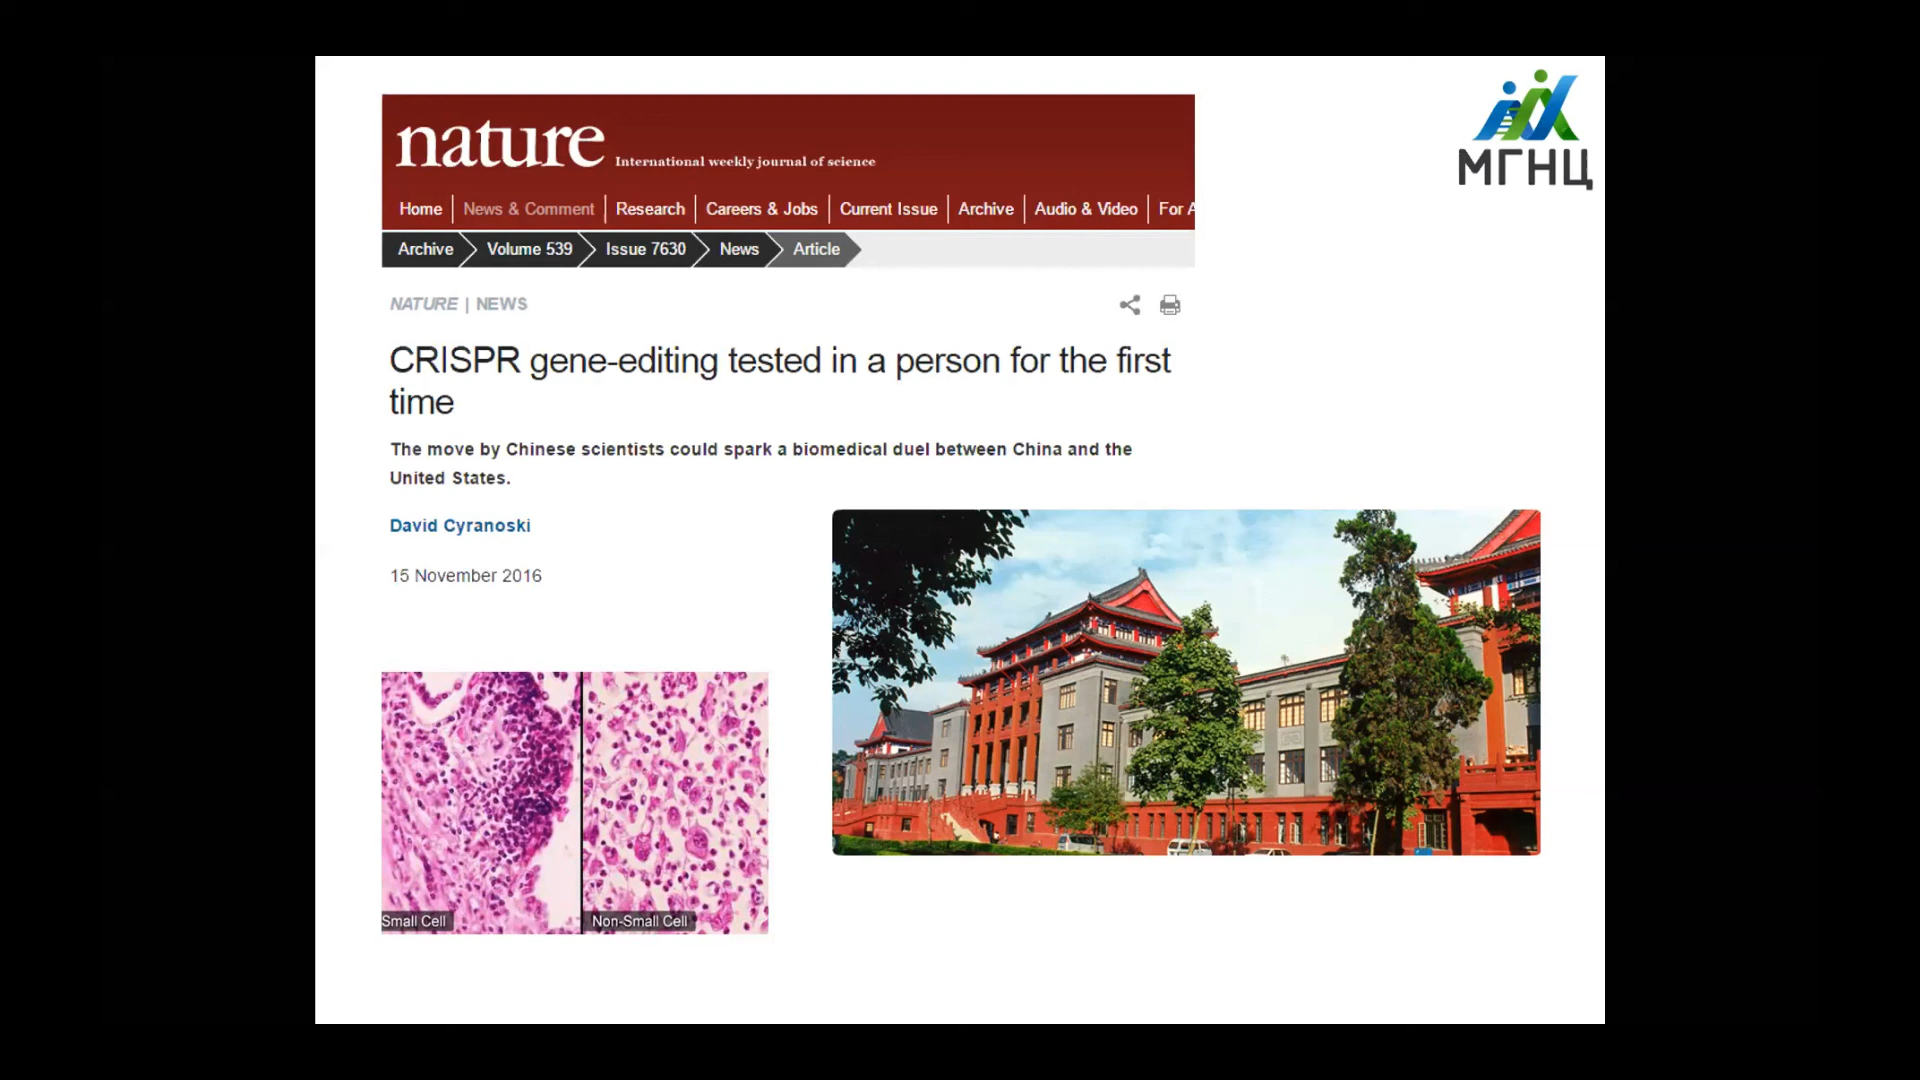 nature International weekly journal of science
МГНЦ
Home News & Comment Research Careers & Jobs Current Issue Archive Audio & Video For A
Archive Volume 539 Issue 7630 News Article
NATURE | NEWS
CRISPR gene-editing tested in a person for the first
time
The move by Chinese scientists could spark a biomedical duel between China and the
United States.
David Cyranoski
15 November 2016
Small Cell Non-Small Cell